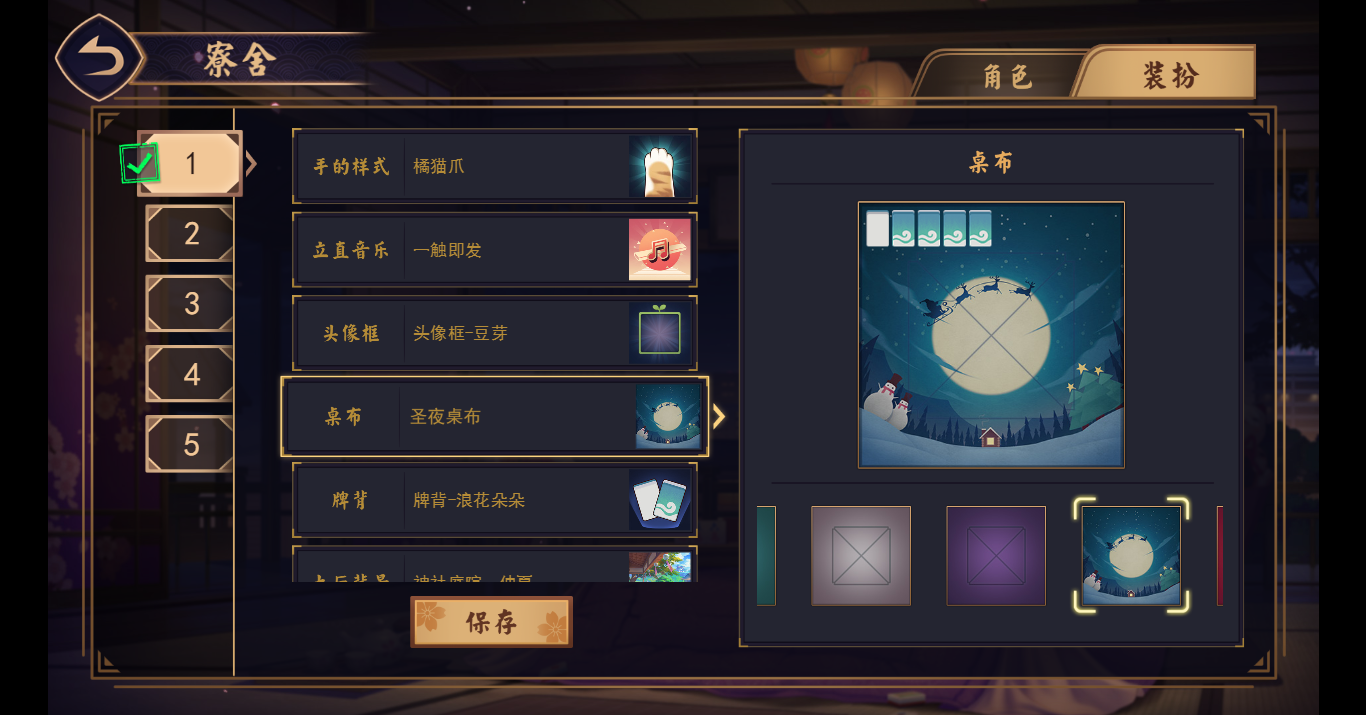 寮舍
角色
装扮
1
2
3
4
5
手的样式
橘猫爪
立直音乐
一触即发
头像框
头像框-豆芽
桌布
圣夜桌布
牌背
牌背-浪花朵朵
保存
桌布